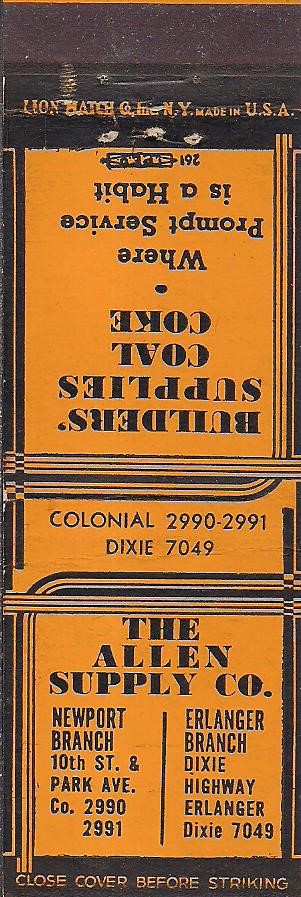 LION MATCH Co. Inc. N.Y. MADE IN U.S.A.
BUILDERS'
SUPPLIES
COAL
COKE
•
Where
Prompt Service
is a Habit
261
COLONIAL 2990-2991
DIXIE 7049
THE
ALLEN
SUPPLY CO.
NEWPORT
BRANCH
10th ST. &
PARK AVE.
Co. 2990
2991
ERLANGER
BRANCH
DIXIE
HIGHWAY
ERLANGER
Dixie 7049
CLOSE COVER BEFORE STRIKING